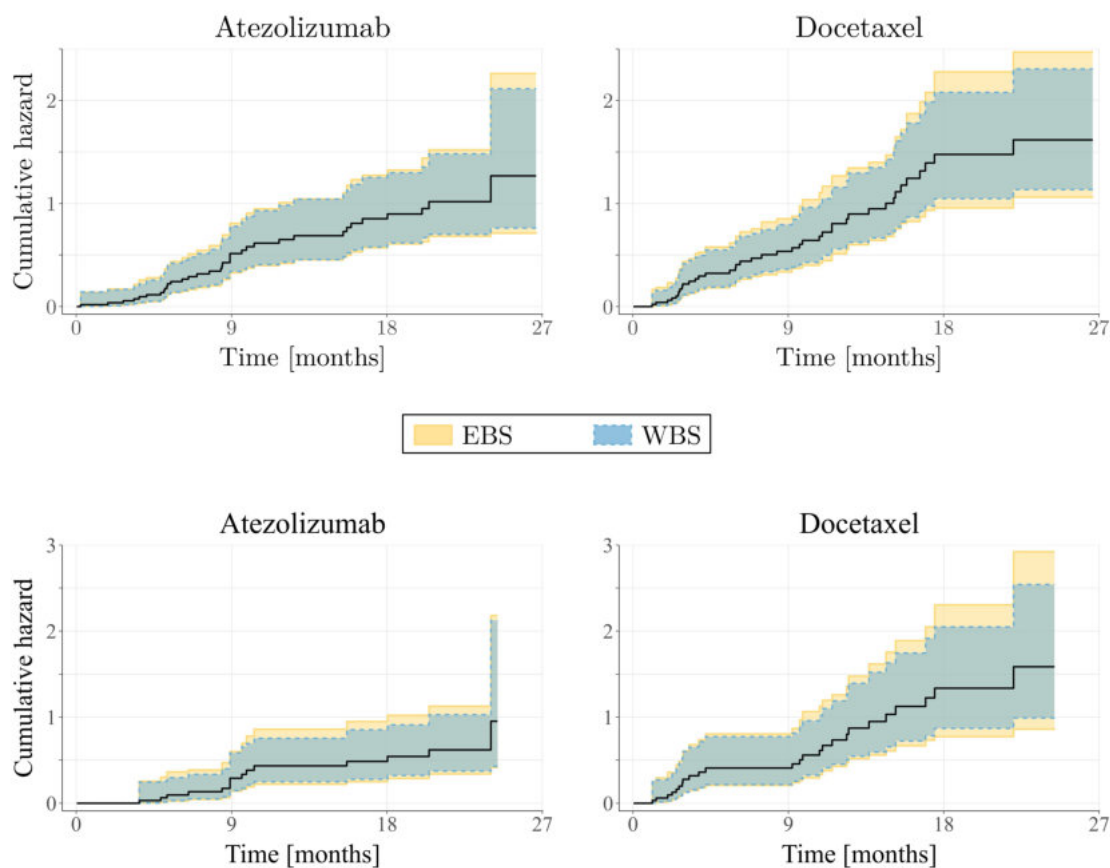 Atezolizumab
Docetaxel
Cumulative hazard
2
1
0
0 9 18 27
Time [months]
2
1
0
0 9 18 27
Time [months]
EBS WBS
Atezolizumab
Docetaxel
Cumulative hazard
3
2
1
0
0 9 18 27
Time [months]
3
2
1
0
0 9 18 27
Time [months]